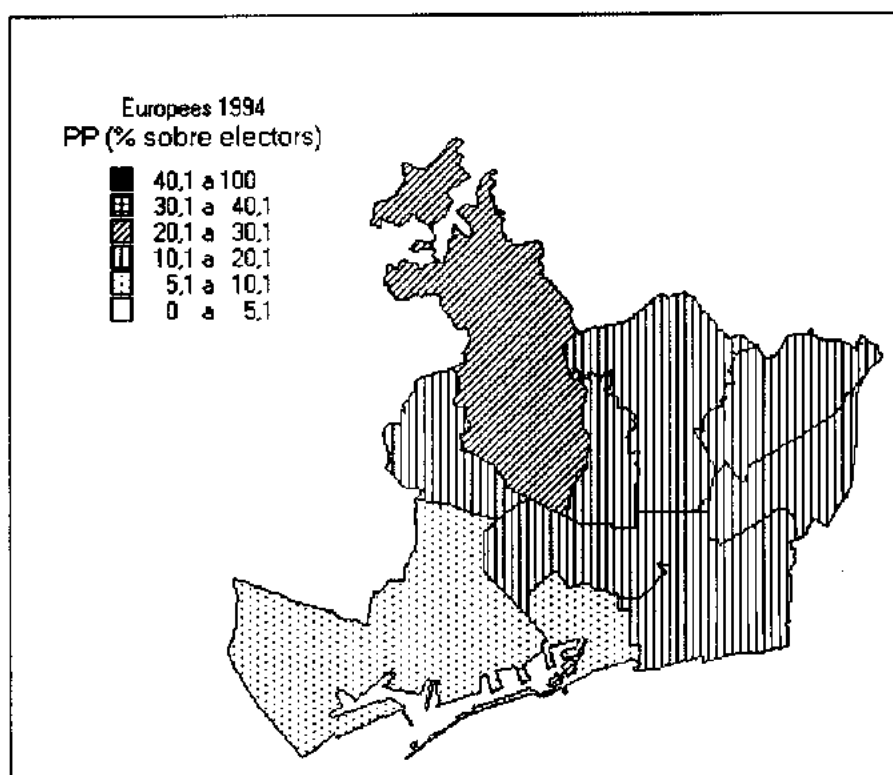 Europees 1994
PP (% sobre electors)
40,1 a 100
30,1 a 40,1
20,1 a 30,1
10,1 a 20,1
5,1 a 10,1
0 a 5,1